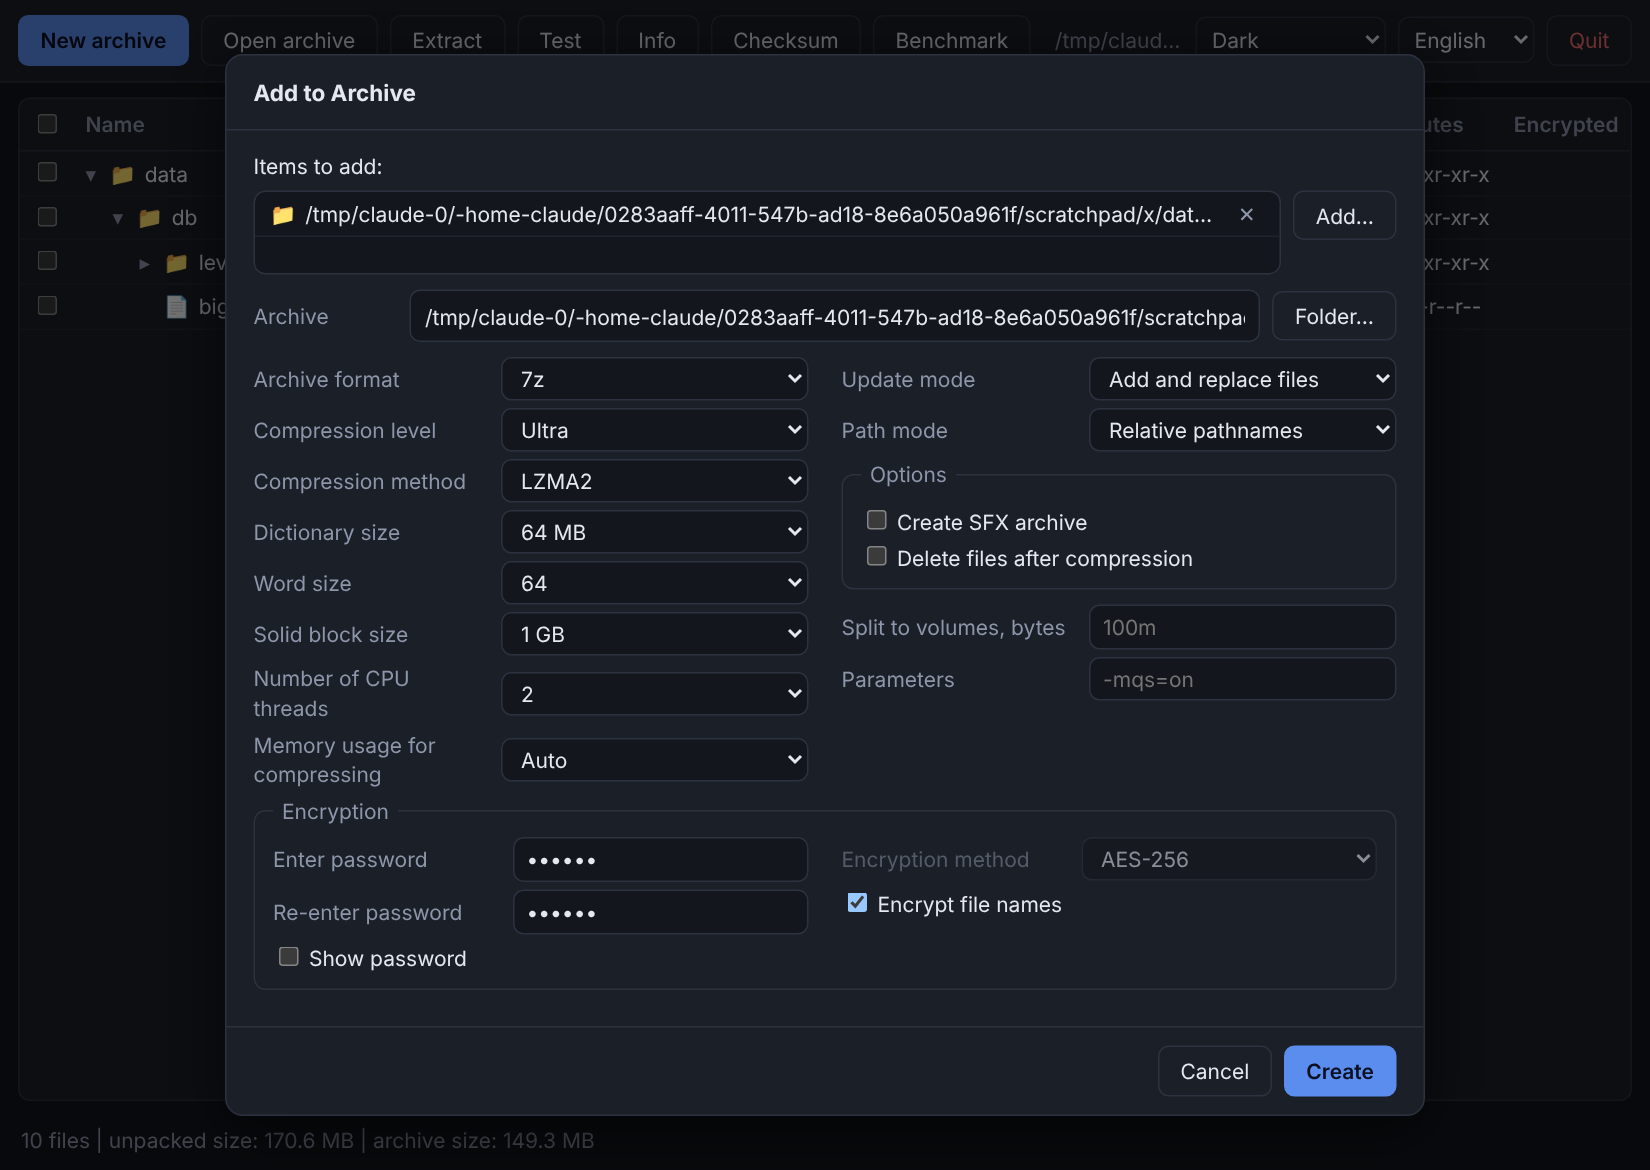 New archive Open archive Extract Test Info Checksum Benchmark /tmp/claud... Dark English Quit
Add to Archive
Name Encrypted
Items to add:
data xr-xr-x
/tmp/claude-0/-home-claude/0283aaff-4011-547b-ad18-8e6a050a961f/scratchpad/x/dat... × Add...
db xr-xr-x
xr-xr-x
-r--r--
Archive /tmp/claude-0/-home-claude/0283aaff-4011-547b-ad18-8e6a050a961f/scratchpa Folder...
Archive format 7z Update mode Add and replace files
Compression level Ultra Path mode Relative pathnames
Options
Compression method LZMA2
Create SFX archive
Dictionary size 64 MB
Delete files after compression
Word size 64
Split to volumes, bytes 100m
Solid block size 1 GB
Number of CPU
threads
2
Parameters -mqs=on
Memory usage for
compressing
Auto
Encryption
Enter password •••••• Encryption method AES-256
Re-enter password •••••• Encrypt file names
Show password
Cancel Create
10 files | unpacked size: 170.6 MB | archive size: 149.3 MB